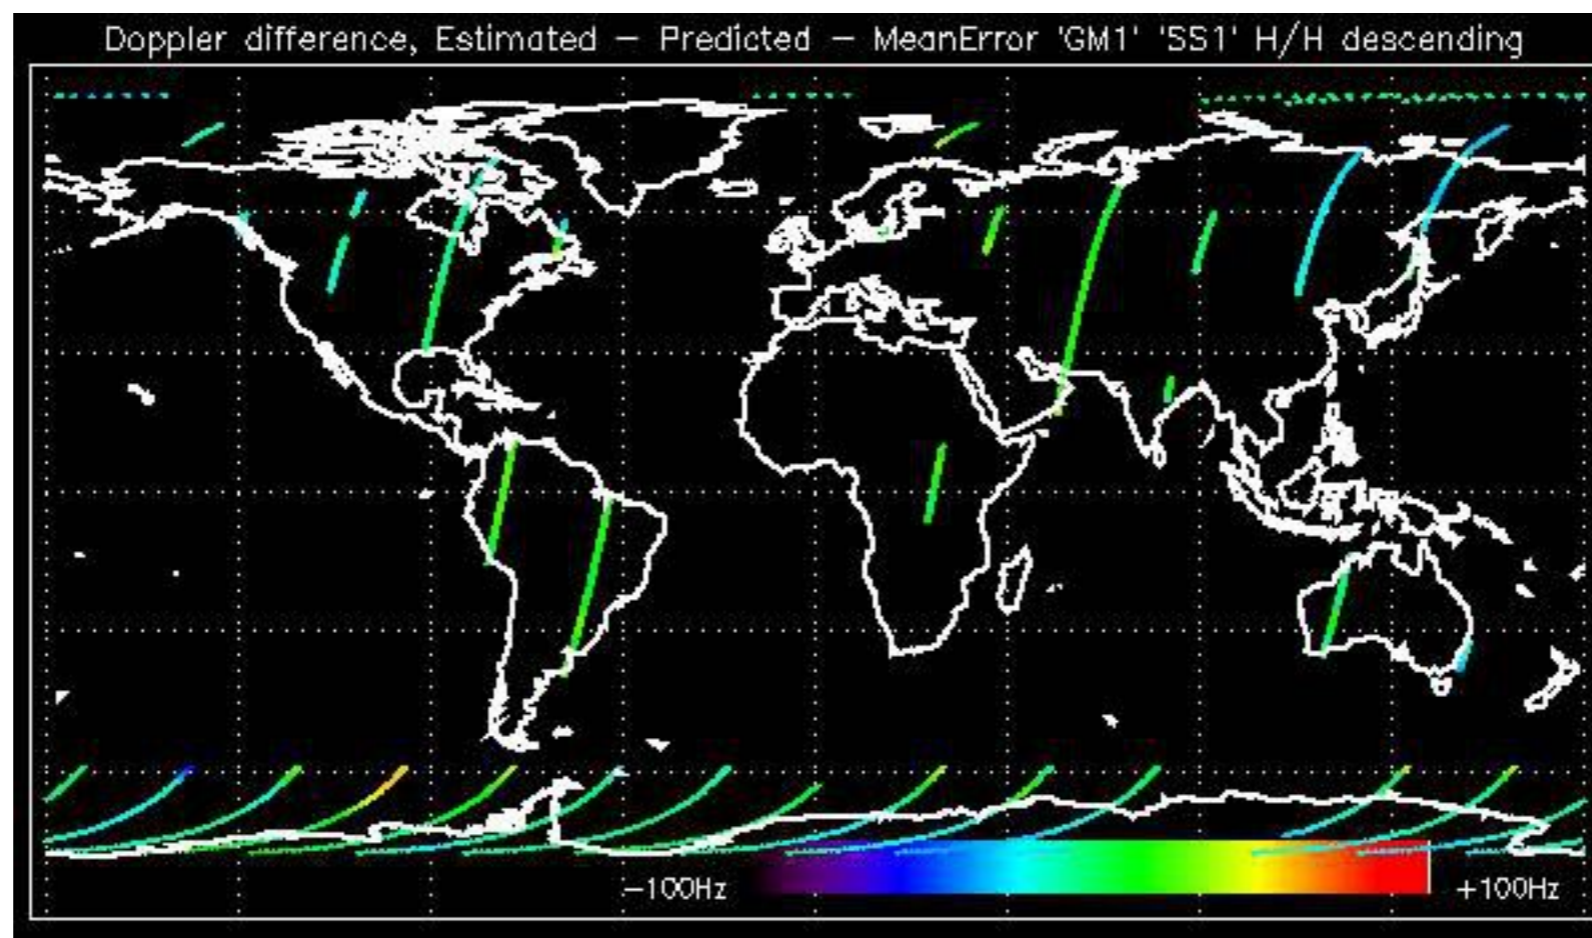 Doppler difference, Estimated – Predicted – MeanError 'GM1' 'SS1' H/H descending
−100Hz +100Hz